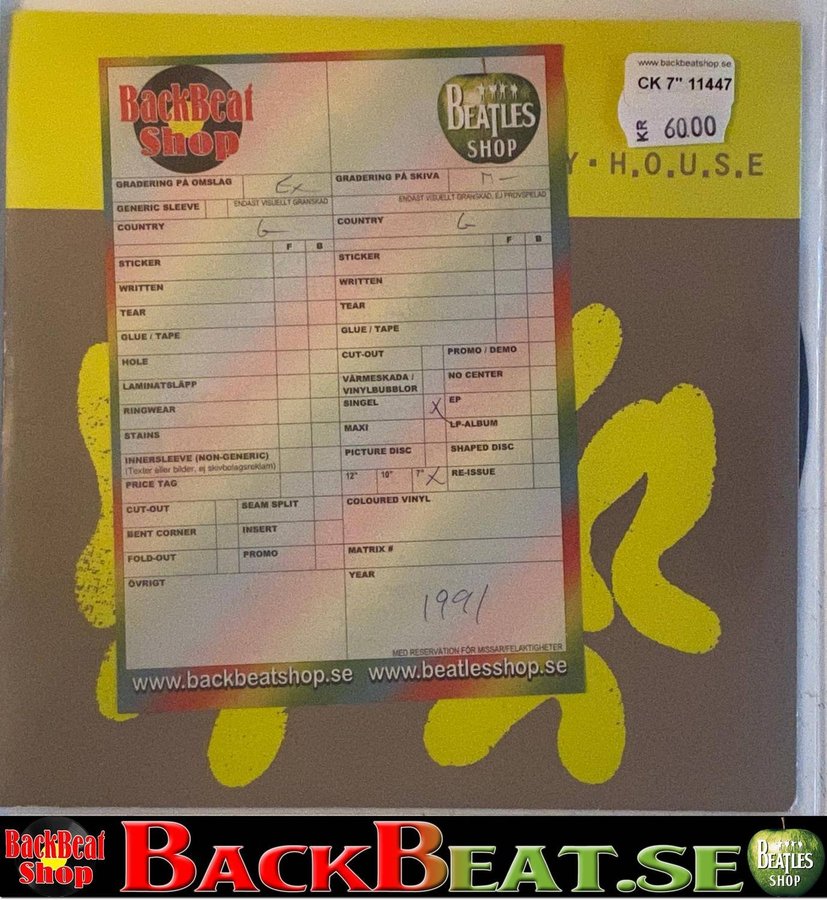 www.backbeatshop.se
CK 7" 11447
KR 60.00
Y · H.O.U.S.E
BackBeat
Shop
BEATLES
SHOP
GRADERING PÅ OMSLAG Ex
GENERIC SLEEVE ENDAST VISUELLT GRANSKAD
COUNTRY G
F B
STICKER
WRITTEN
TEAR
GLUE / TAPE
HOLE
LAMINATSLÄPP
RINGWEAR
STAINS
INNERSLEEVE (NON-GENERIC)
(Texter eller bilder, ej skivbolagsreklam)
PRICE TAG
CUT-OUT SEAM SPLIT
BENT CORNER INSERT
FOLD-OUT PROMO
ÖVRIGT
GRADERING PÅ SKIVA M-
ENDAST VISUELLT GRANSKAD, EJ PROVSPELAD
COUNTRY G
F B
STICKER
WRITTEN
TEAR
GLUE / TAPE
CUT-OUT PROMO / DEMO
VÄRMESKADA /
VINYLBUBBLOR NO CENTER
SINGEL X EP
MAXI LP-ALBUM
PICTURE DISC SHAPED DISC
12" 10" 7" X RE-ISSUE
COLOURED VINYL
MATRIX #
YEAR
1991
MED RESERVATION FÖR MISSAR/FELAKTIGHETER
www.backbeatshop.se www.beatlesshop.se
BackBeat
Shop
BACKBEAT.SE
BEATLES
SHOP